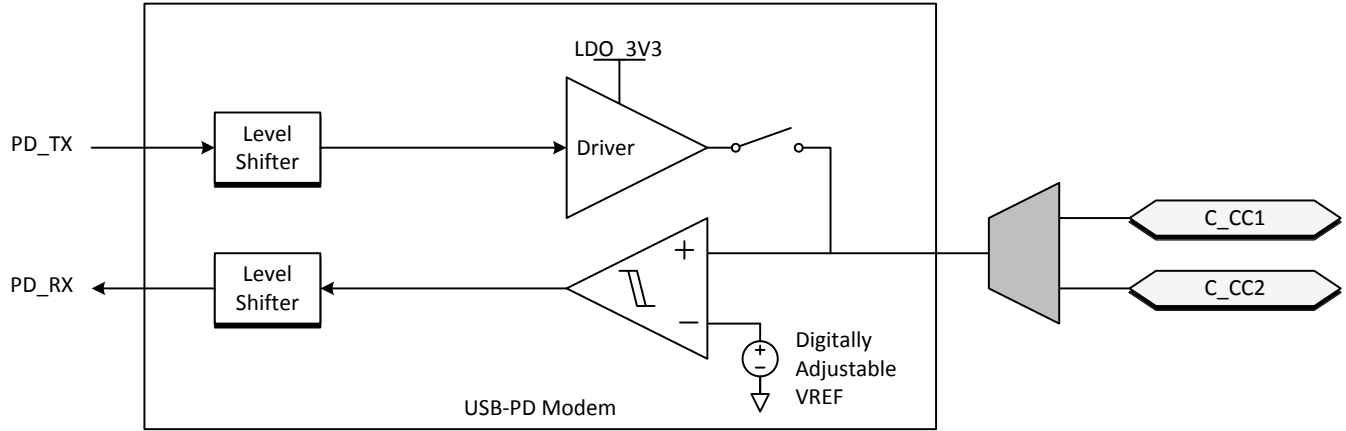 LDO_3V3
PD_TX
Level
Shifter
Driver
C_CC1
+
PD_RX
Level
Shifter
C_CC2
−
+
−
Digitally
Adjustable
VREF
USB-PD Modem